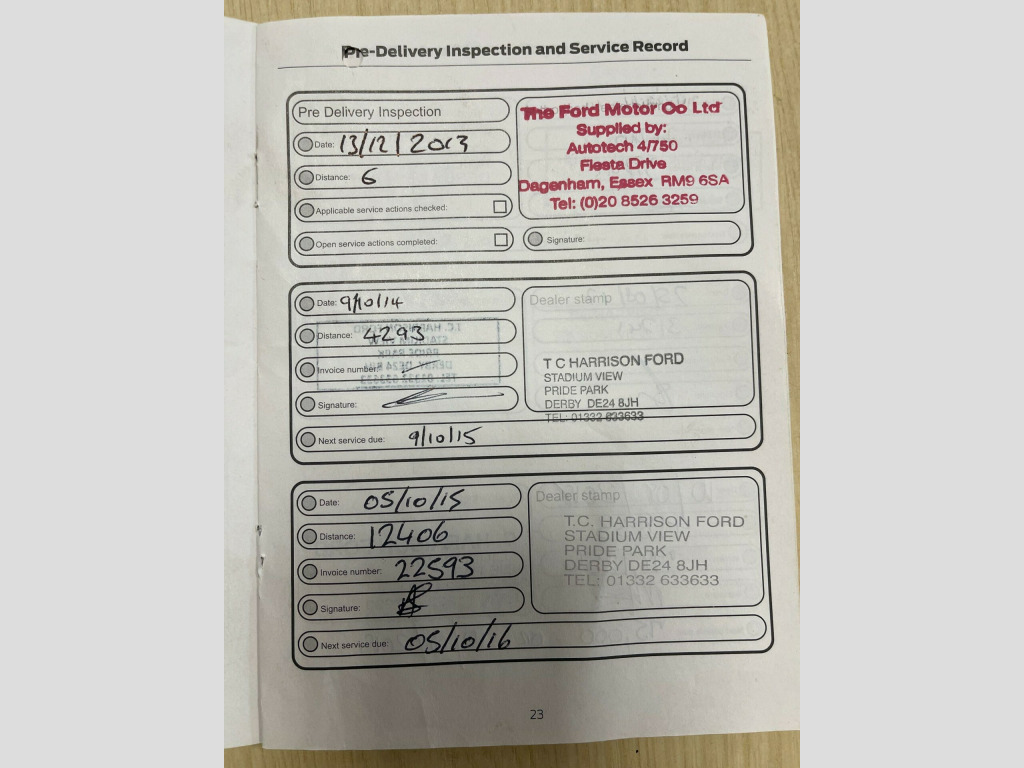 Pre-Delivery Inspection and Service Record
Pre Delivery Inspection
Date: 13/12/2013
Distance: 6
Applicable service actions checked:
Open service actions completed:
The Ford Motor Co Ltd
Supplied by:
Autotech 4/750
Fiesta Drive
Dagenham, Essex RM9 6SA
Tel: (0)20 8526 3259
Signature:
Date: 9/10/14
Distance: 4293
Invoice number:
Signature:
Next service due: 9/10/15
Dealer stamp
T C HARRISON FORD
STADIUM VIEW
PRIDE PARK
DERBY DE24 8JH
TEL: 01332 633633
Date: 05/10/15
Distance: 12406
Invoice number: 22593
Signature:
Next service due: 05/10/16
Dealer stamp
T.C. HARRISON FORD
STADIUM VIEW
PRIDE PARK
DERBY DE24 8JH
TEL: 01332 633633
23